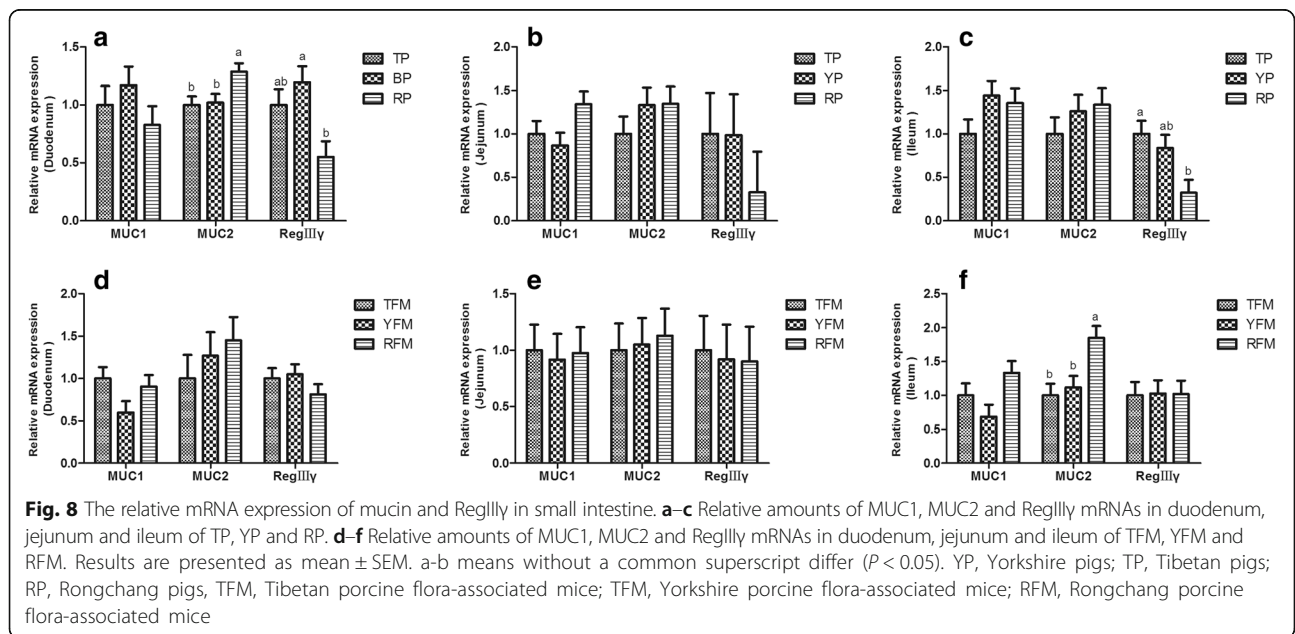 a
b
c
Relative mRNA expression
(Duodenum)
1.5
1.0
0.5
0.0
b
b
a
ab
a
b
MUC1 MUC2 RegIIIγ
TP
BP
RP
Relative mRNA expression
(Jejunum)
2.0
1.5
1.0
0.5
0.0
MUC1 MUC2 RegIIIγ
TP
YP
RP
Relative mRNA expression
(Ileum)
2.0
1.5
1.0
0.5
0.0
a
ab
b
MUC1 MUC2 RegIIIγ
TP
YP
RP
d
e
f
Relative mRNA expression
(Duodenum)
2.0
1.5
1.0
0.5
0.0
MUC1 MUC2 RegIIIγ
TFM
YFM
RFM
Relative mRNA expression
(Jejunum)
1.5
1.0
0.5
0.0
MUC1 MUC2 RegIIIγ
TFM
YFM
RFM
Relative mRNA expression
(Ileum)
2.5
2.0
1.5
1.0
0.5
0.0
b
b
a
MUC1 MUC2 RegIIIγ
TFM
YFM
RFM
Fig. 8 The relative mRNA expression of mucin and RegIIIγ in small intestine. a–c Relative amounts of MUC1, MUC2 and RegIIIγ mRNAs in duodenum,
jejunum and ileum of TP, YP and RP. d–f Relative amounts of MUC1, MUC2 and RegIIIγ mRNAs in duodenum, jejunum and ileum of TFM, YFM and
RFM. Results are presented as mean ± SEM. a-b means without a common superscript differ (P < 0.05). YP, Yorkshire pigs; TP, Tibetan pigs;
RP, Rongchang pigs, TFM, Tibetan porcine flora-associated mice; TFM, Yorkshire porcine flora-associated mice; RFM, Rongchang porcine
flora-associated mice